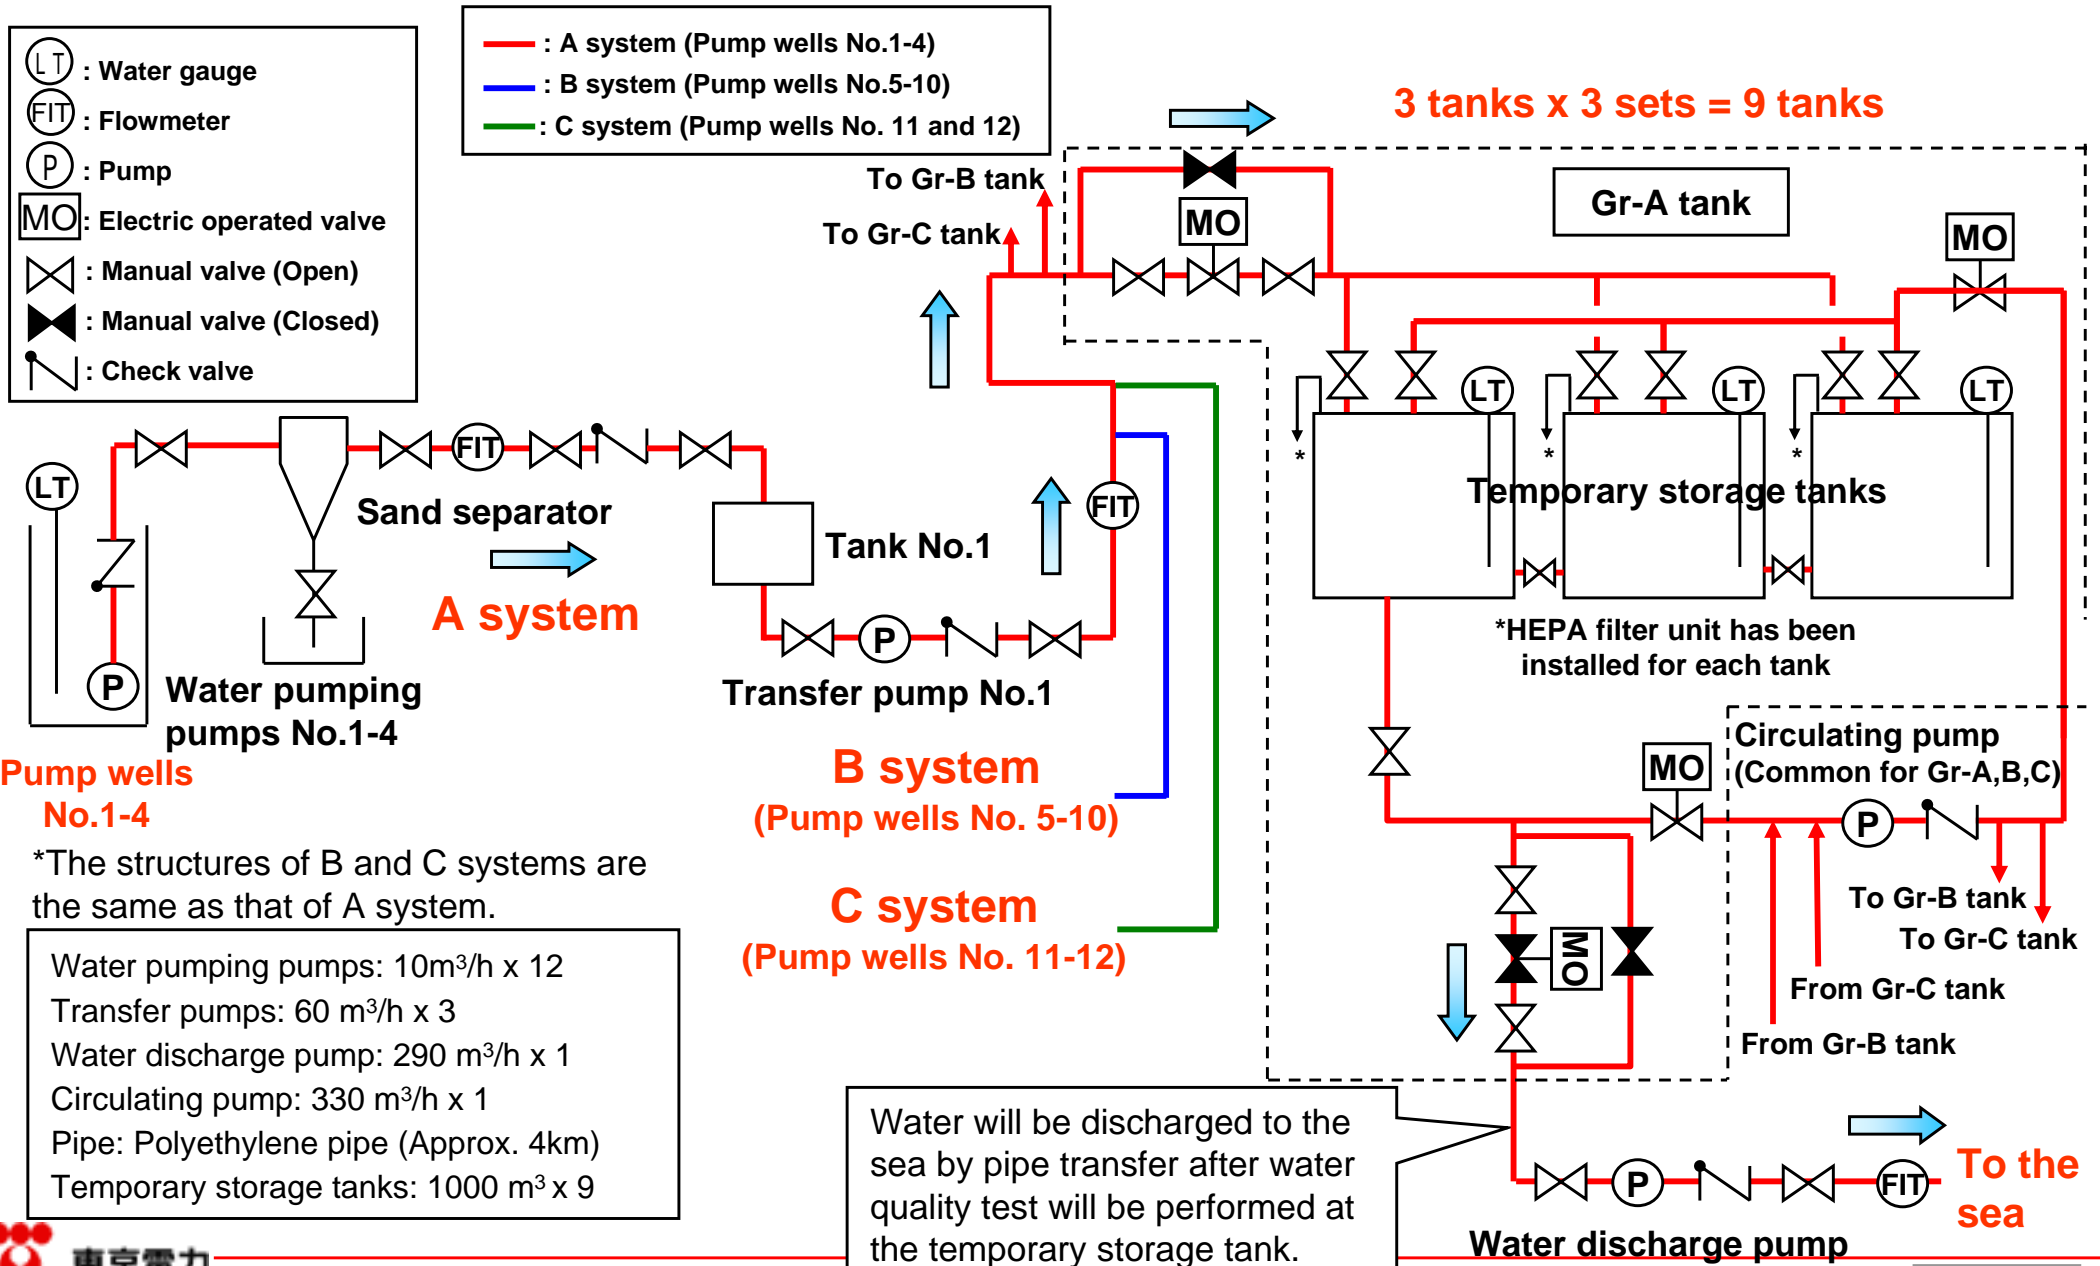 LT : Water gauge
FIT : Flowmeter
P : Pump
MO : Electric operated valve
: Manual valve (Open)
: Manual valve (Closed)
: Check valve
: A system (Pump wells No.1-4)
: B system (Pump wells No.5-10)
: C system (Pump wells No. 11 and 12)
3 tanks x 3 sets = 9 tanks
To Gr-B tank
To Gr-C tank
MO
Gr-A tank
MO
LT
LT
LT
*
*
*
Temporary storage tanks
*HEPA filter unit has been
installed for each tank
LT
FIT
Sand separator
A system
Tank No.1
FIT
P
Transfer pump No.1
P
Water pumping
pumps No.1-4
Pump wells
No.1-4
B system
(Pump wells No. 5-10)
C system
(Pump wells No. 11-12)
MO
Circulating pump
(Common for Gr-A,B,C)
P
To Gr-B tank
To Gr-C tank
From Gr-C tank
From Gr-B tank
MO
*The structures of B and C systems are
the same as that of A system.
Water pumping pumps: 10m³/h x 12
Transfer pumps: 60 m³/h x 3
Water discharge pump: 290 m³/h x 1
Circulating pump: 330 m³/h x 1
Pipe: Polyethylene pipe (Approx. 4km)
Temporary storage tanks: 1000 m³ x 9
Water will be discharged to the
sea by pipe transfer after water
quality test will be performed at
the temporary storage tank.
P
FIT
To the
sea
Water discharge pump
東京電力